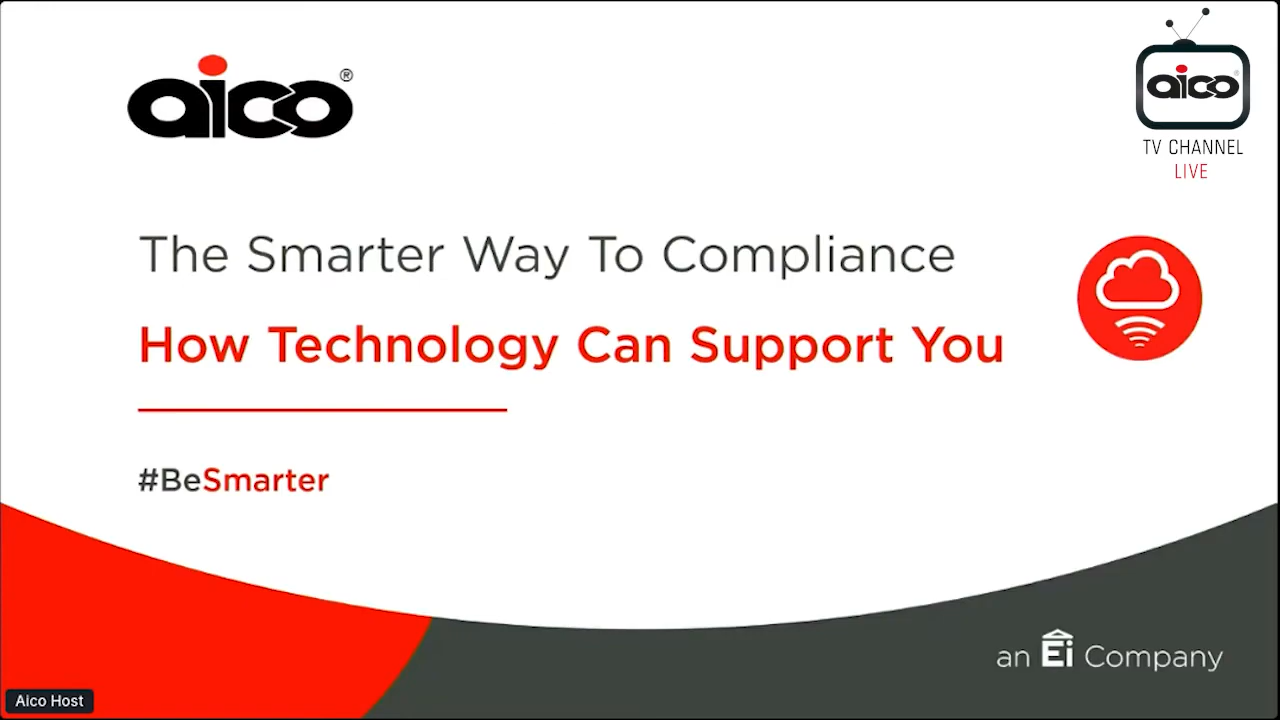 aico®
aico
TV CHANNEL
LIVE
The Smarter Way To Compliance
How Technology Can Support You
#BeSmarter
an Ei Company
Aico Host